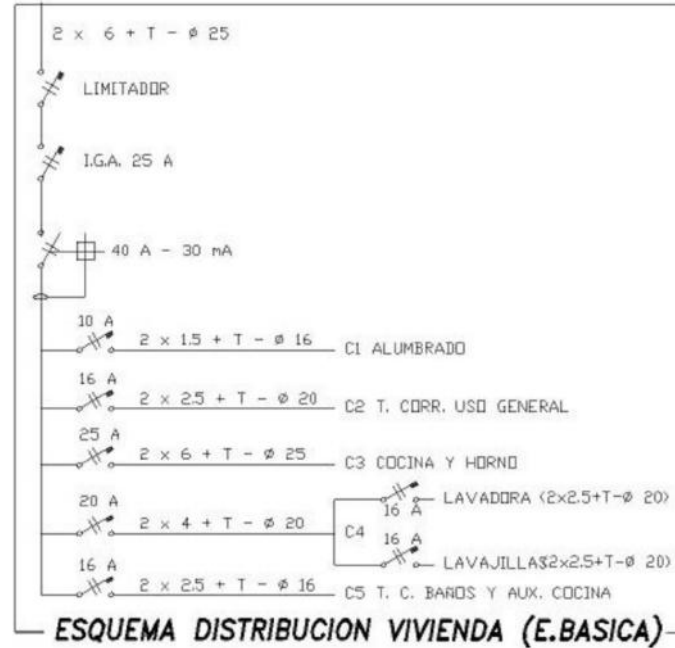 2 x 6 + T - ø 25
LIMITADOR
I.G.A. 25 A
40 A - 30 mA
10 A
2 x 1.5 + T - ø 16
C1 ALUMBRADO
16 A
2 x 2.5 + T - ø 20
C2 T. CORR. USO GENERAL
25 A
2 x 6 + T - ø 25
C3 COCINA Y HORNO
LAVADORA (2x2.5+T-ø 20)
16 A
20 A
2 x 4 + T - ø 20
C4
16 A
LAVAJILLAS2x2.5+T-ø 20)
16 A
2 x 2.5 + T - ø 16
C5 T. C. BAÑOS Y AUX. COCINA
ESQUEMA DISTRIBUCION VIVIENDA (E.BASICA)